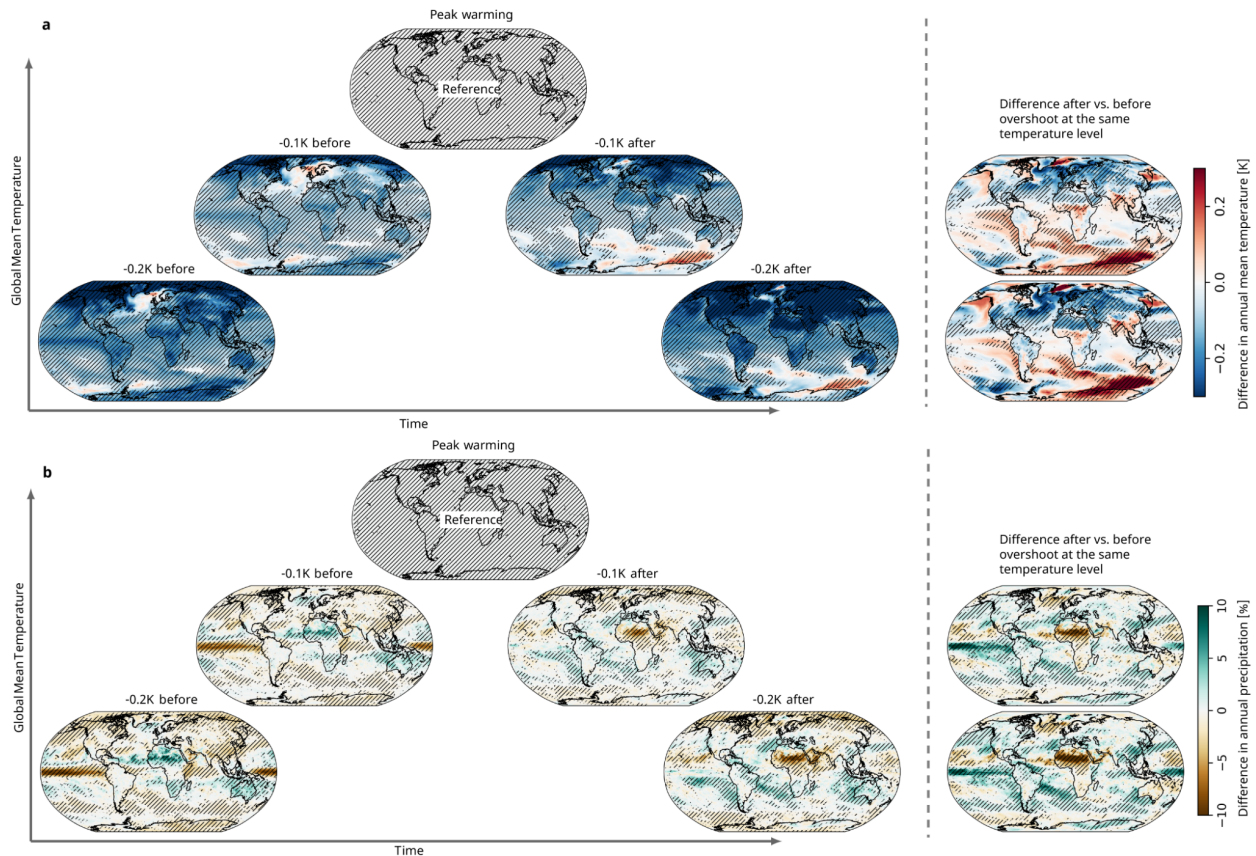 a
Peak warming
Reference
-0.1K before
-0.1K after
-0.2K before
-0.2K after
Global Mean Temperature
Time
Difference after vs. before
overshoot at the same
temperature level
0.2
0.0
−0.2
Difference in annual mean temperature [K]
b
Peak warming
Reference
-0.1K before
-0.1K after
-0.2K before
-0.2K after
Global Mean Temperature
Time
Difference after vs. before
overshoot at the same
temperature level
10
5
0
−5
−10
Difference in annual precipitation [%]